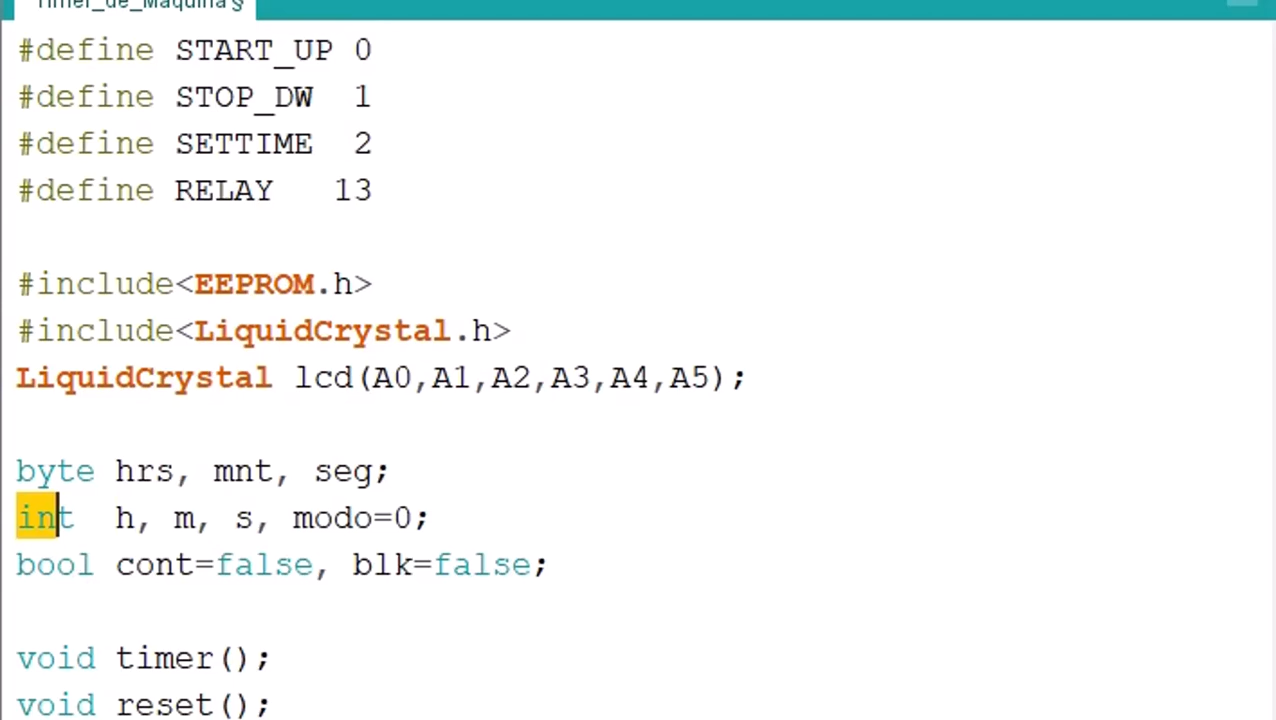 Timer_de_Maquina§
#define START_UP 0
#define STOP_DW  1
#define SETTIME  2
#define RELAY   13
#include<EEPROM.h>
#include<LiquidCrystal.h>
LiquidCrystal lcd(A0,A1,A2,A3,A4,A5);
byte hrs, mnt, seg;
int  h, m, s, modo=0;
bool cont=false, blk=false;
void timer();
void reset();